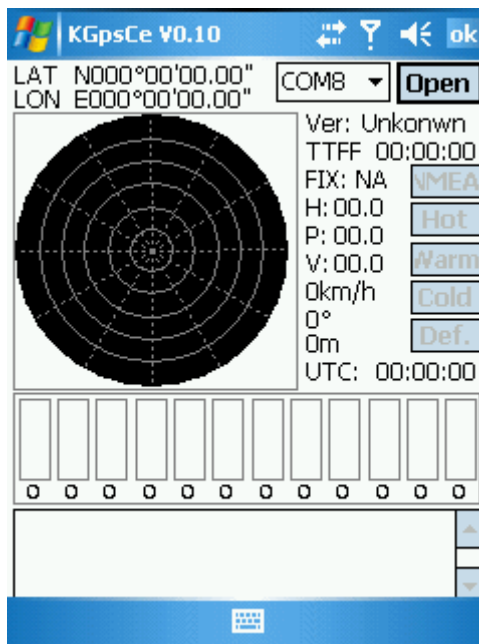 KGpsCe V0.10 ok
LAT N000°00'00.00"
LON E000°00'00.00"
COM8 Open
Ver: Unkonwn
TTFF 00:00:00
FIX: NA NMEA
H: 00.0 Hot
P: 00.0
V: 00.0 Warm
0km/h Cold
0°
0m Def.
UTC: 00:00:00
0 0 0 0 0 0 0 0 0 0 0 0